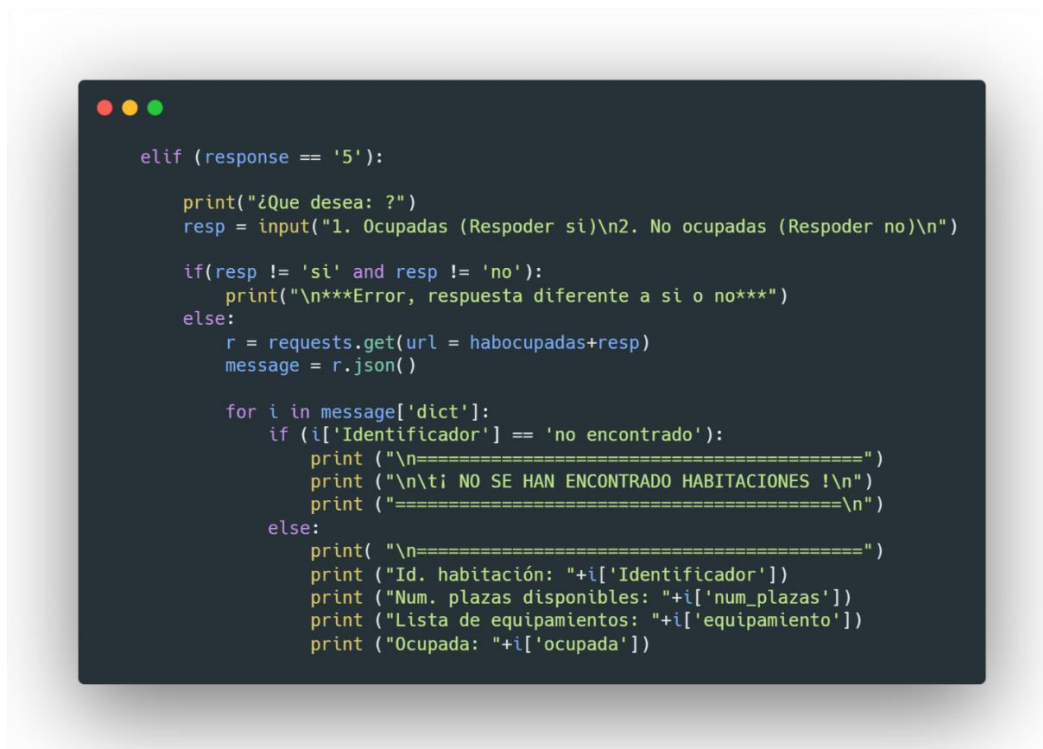 elif (response == '5'):
print("¿Que desea: ?")
resp = input("1. Ocupadas (Respoder si)\n2. No ocupadas (Respoder no)\n")
if(resp != 'si' and resp != 'no'):
print("\n***Error, respuesta diferente a si o no***")
else:
r = requests.get(url = habocupadas+resp)
message = r.json()
for i in message['dict']:
if (i['Identificador'] == 'no encontrado'):
print ("\n==========================================")
print ("\n\t¡ NO SE HAN ENCONTRADO HABITACIONES !\n")
print ("==========================================\n")
else:
print( "\n==========================================")
print ("Id. habitación: "+i['Identificador'])
print ("Num. plazas disponibles: "+i['num_plazas'])
print ("Lista de equipamientos: "+i['equipamiento'])
print ("Ocupada: "+i['ocupada'])